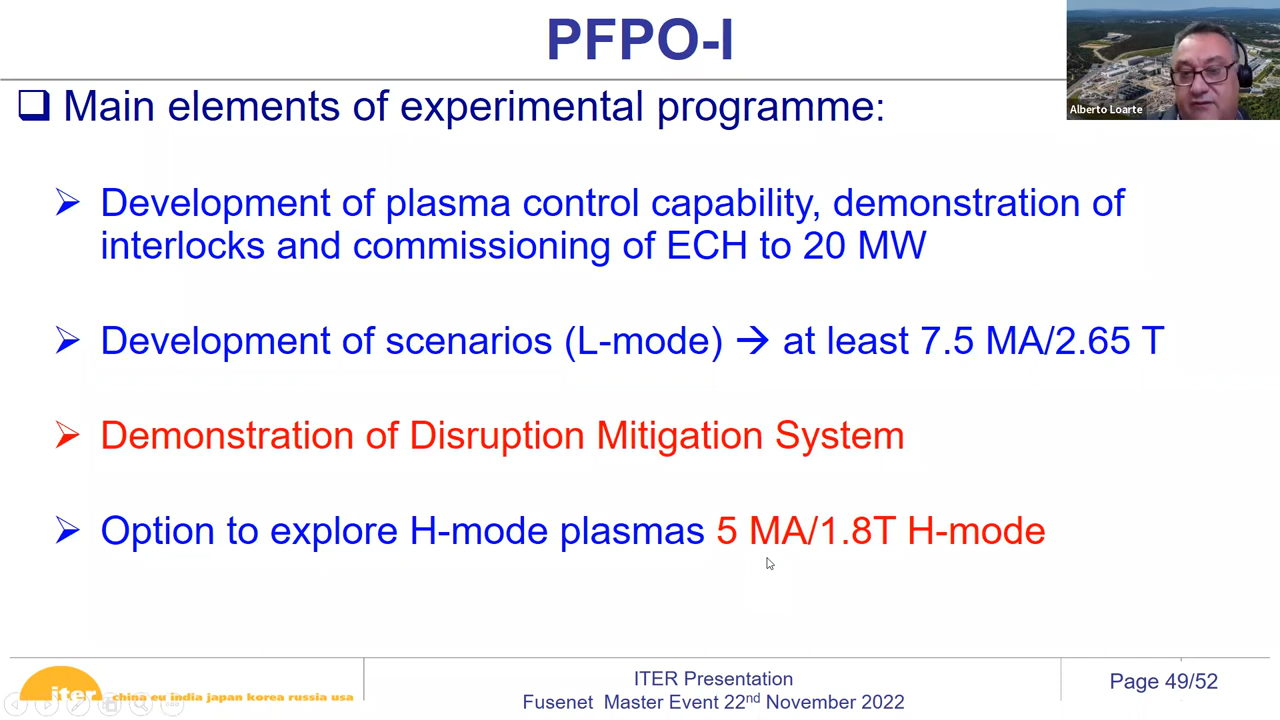 PFPO-I
Alberto Loarte
❑ Main elements of experimental programme:
➢ Development of plasma control capability, demonstration of
interlocks and commissioning of ECH to 20 MW
➢ Development of scenarios (L-mode) → at least 7.5 MA/2.65 T
➢ Demonstration of Disruption Mitigation System
➢ Option to explore H-mode plasmas 5 MA/1.8T H-mode
iter china eu india japan korea russia usa
ITER Presentation
Fusenet Master Event 22nd November 2022
Page 49/52